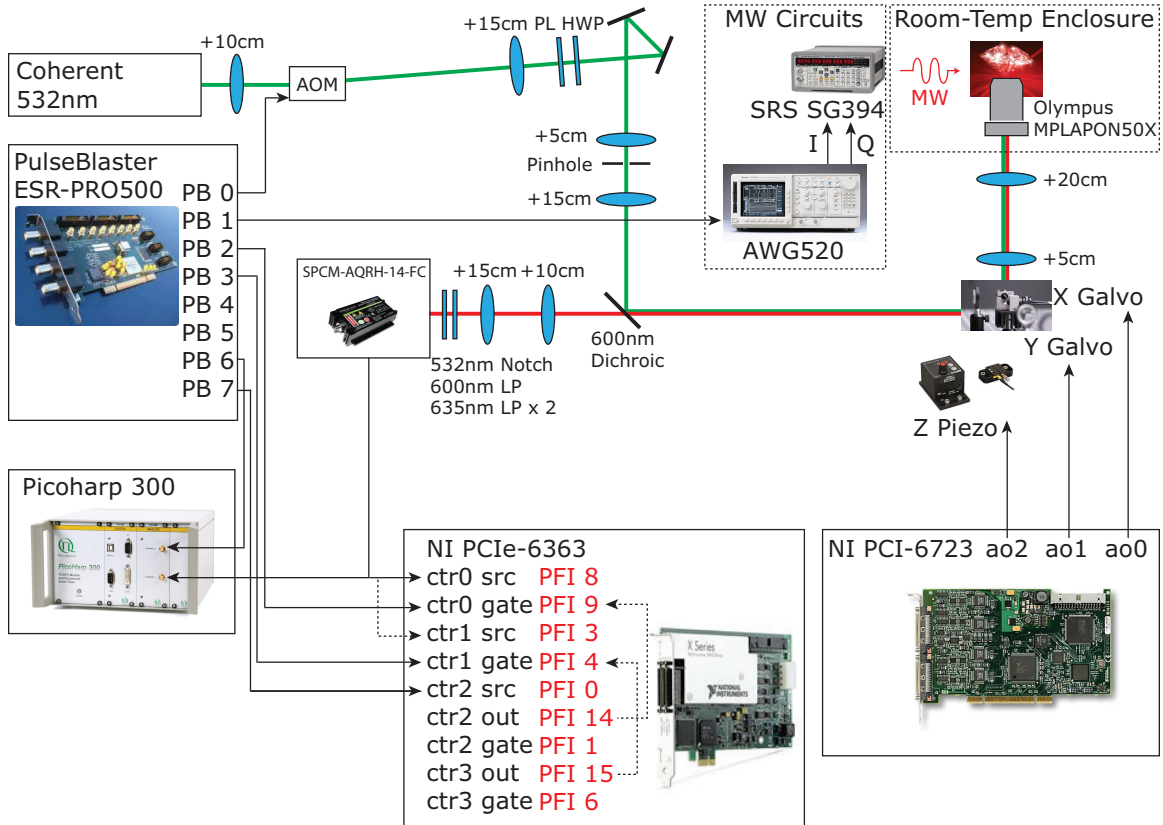 Coherent
532nm
+10cm
AOM
+15cm PL HWP
MW Circuits
SRS SG394
I
Q
AWG520
Room-Temp Enclosure
MW
Olympus
MPLAPON50X
+20cm
+5cm
X Galvo
Y Galvo
Z Piezo
+5cm
Pinhole
+15cm
PulseBlaster
ESR-PRO500
PB 0
PB 1
PB 2
PB 3
PB 4
PB 5
PB 6
PB 7
SPCM-AQRH-14-FC
+15cm +10cm
532nm Notch
600nm LP
635nm LP x 2
600nm
Dichroic
Picoharp 300
PicoHarp 300
NI PCIe-6363
ctr0 src PFI 8
ctr0 gate PFI 9
ctr1 src PFI 3
ctr1 gate PFI 4
ctr2 src PFI 0
ctr2 out PFI 14
ctr2 gate PFI 1
ctr3 out PFI 15
ctr3 gate PFI 6
X Series
NATIONAL
INSTRUMENTS
NI PCI-6723 ao2 ao1 ao0